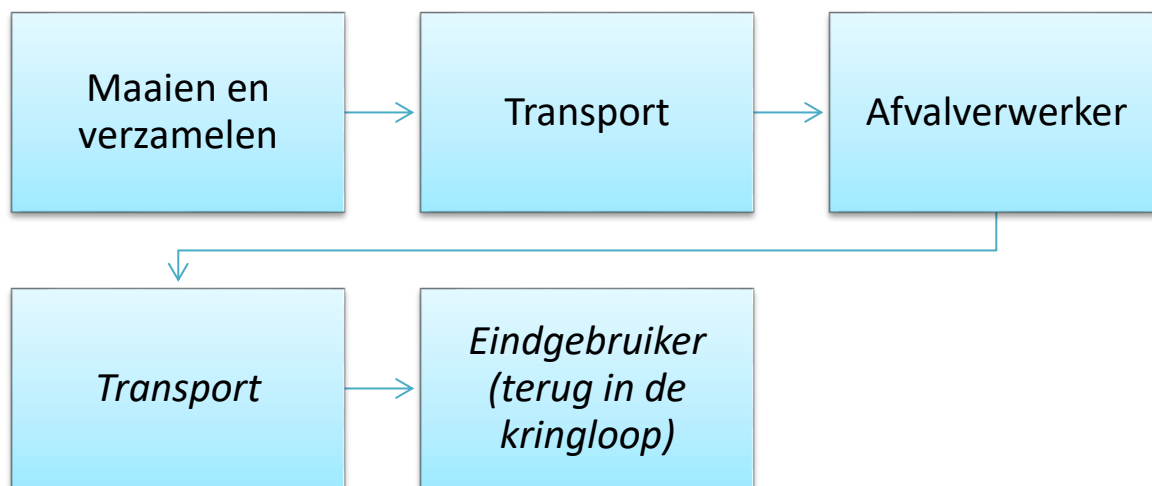 Maaien en
verzamelen
Transport
Afvalverwerker
Transport
Eindgebruiker
(terug in de
kringloop)